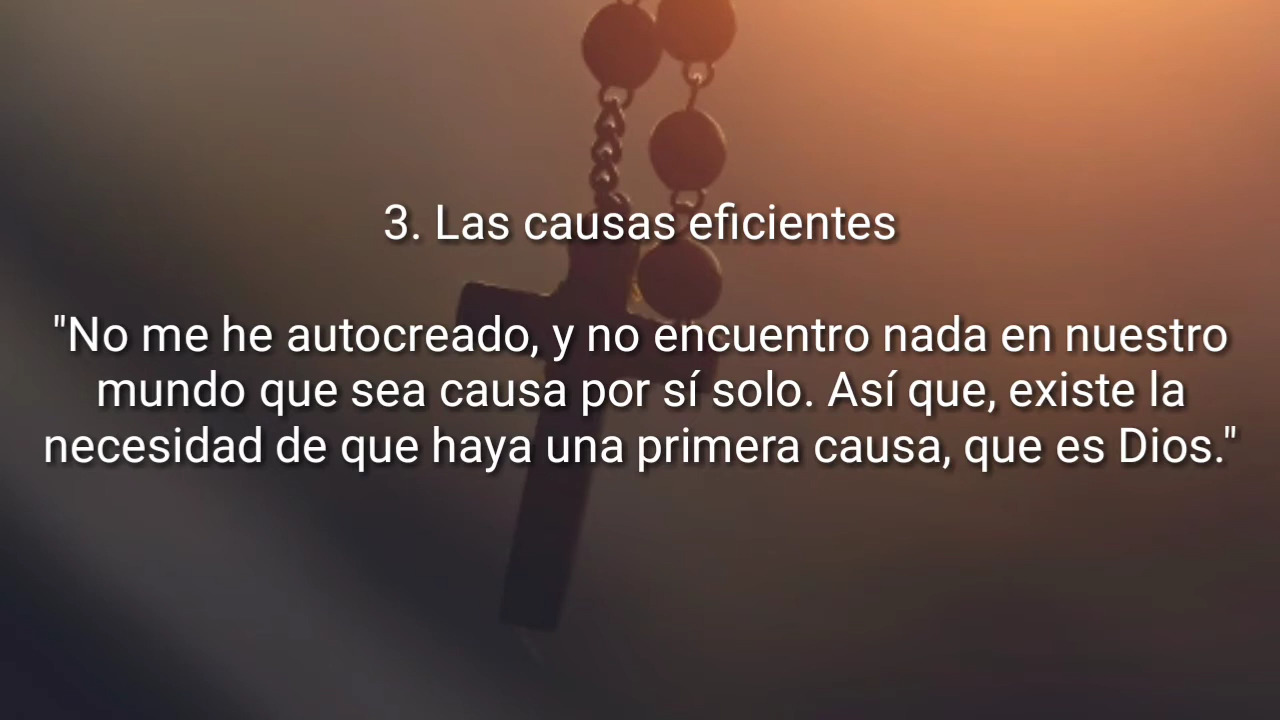 3. Las causas eficientes
"No me he autocreado, y no encuentro nada en nuestro
mundo que sea causa por sí solo. Así que, existe la
necesidad de que haya una primera causa, que es Dios."